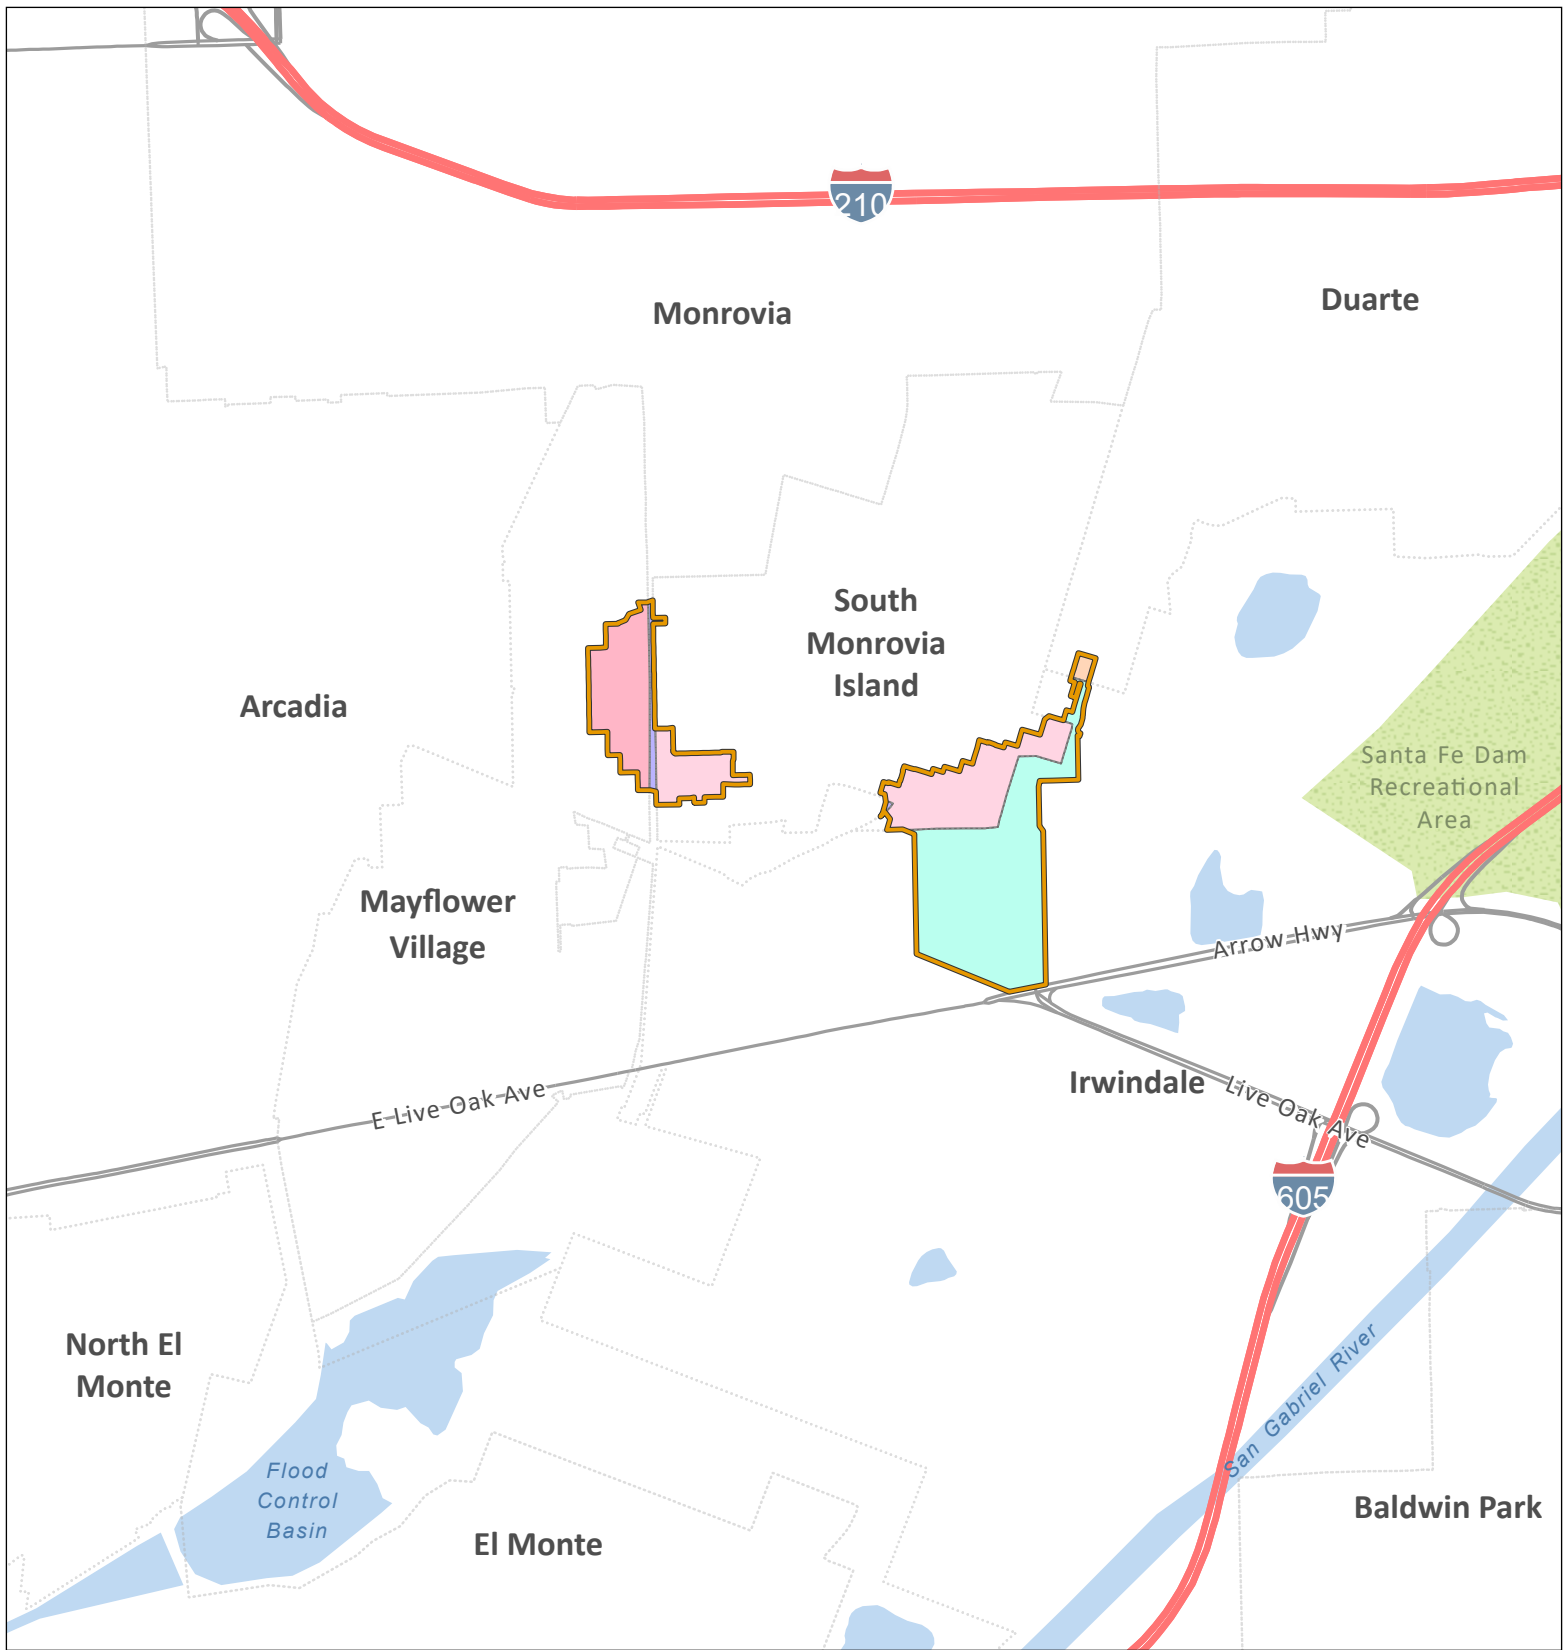 210
Monrovia
Duarte
South
Monrovia
Island
Arcadia
Santa Fe Dam
Recreational
Area
Mayflower
Village
Arrow Hwy
Irwindale
Live Oak Ave
E Live Oak Ave
605
North El
Monte
San Gabriel River
Flood
Control
Basin
El Monte
Baldwin Park